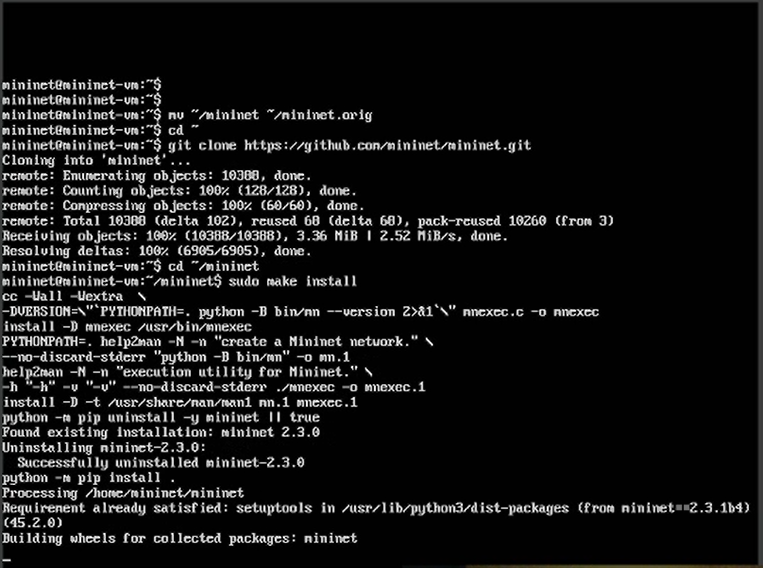 mininet@mininet-vm:~$
mininet@mininet-vm:~$
mininet@mininet-vm:~$ mv ~/mininet ~/mininet.orig
mininet@mininet-vm:~$ cd ~
mininet@mininet-vm:~$ git clone https://github.com/mininet/mininet.git
Cloning into 'mininet'...
remote: Enumerating objects: 10388, done.
remote: Counting objects: 100% (128/128), done.
remote: Compressing objects: 100% (60/60), done.
remote: Total 10388 (delta 102), reused 68 (delta 68), pack-reused 10260 (from 3)
Receiving objects: 100% (10388/10388), 3.36 MiB | 2.52 MiB/s, done.
Resolving deltas: 100% (6905/6905), done.
mininet@mininet-vm:~$ cd ~/mininet
mininet@mininet-vm:~/mininet$ sudo make install
cc -Wall -Wextra  \
-DVERSION=\"`PYTHONPATH=. python -B bin/mn --version 2>&1`\" mnexec.c -o mnexec
install -D mnexec /usr/bin/mnexec
PYTHONPATH=. help2man -N -n "create a Mininet network." \
--no-discard-stderr "python -B bin/mn" -o mn.1
help2man -N -n "execution utility for Mininet." \
-h "-h" -v "-v" --no-discard-stderr ./mnexec -o mnexec.1
install -D -t /usr/share/man/man1 mn.1 mnexec.1
python -m pip uninstall -y mininet || true
Found existing installation: mininet 2.3.0
Uninstalling mininet-2.3.0:
  Successfully uninstalled mininet-2.3.0
python -m pip install .
Processing /home/mininet/mininet
Requirement already satisfied: setuptools in /usr/lib/python3/dist-packages (from mininet==2.3.1b4)
(45.2.0)
Building wheels for collected packages: mininet